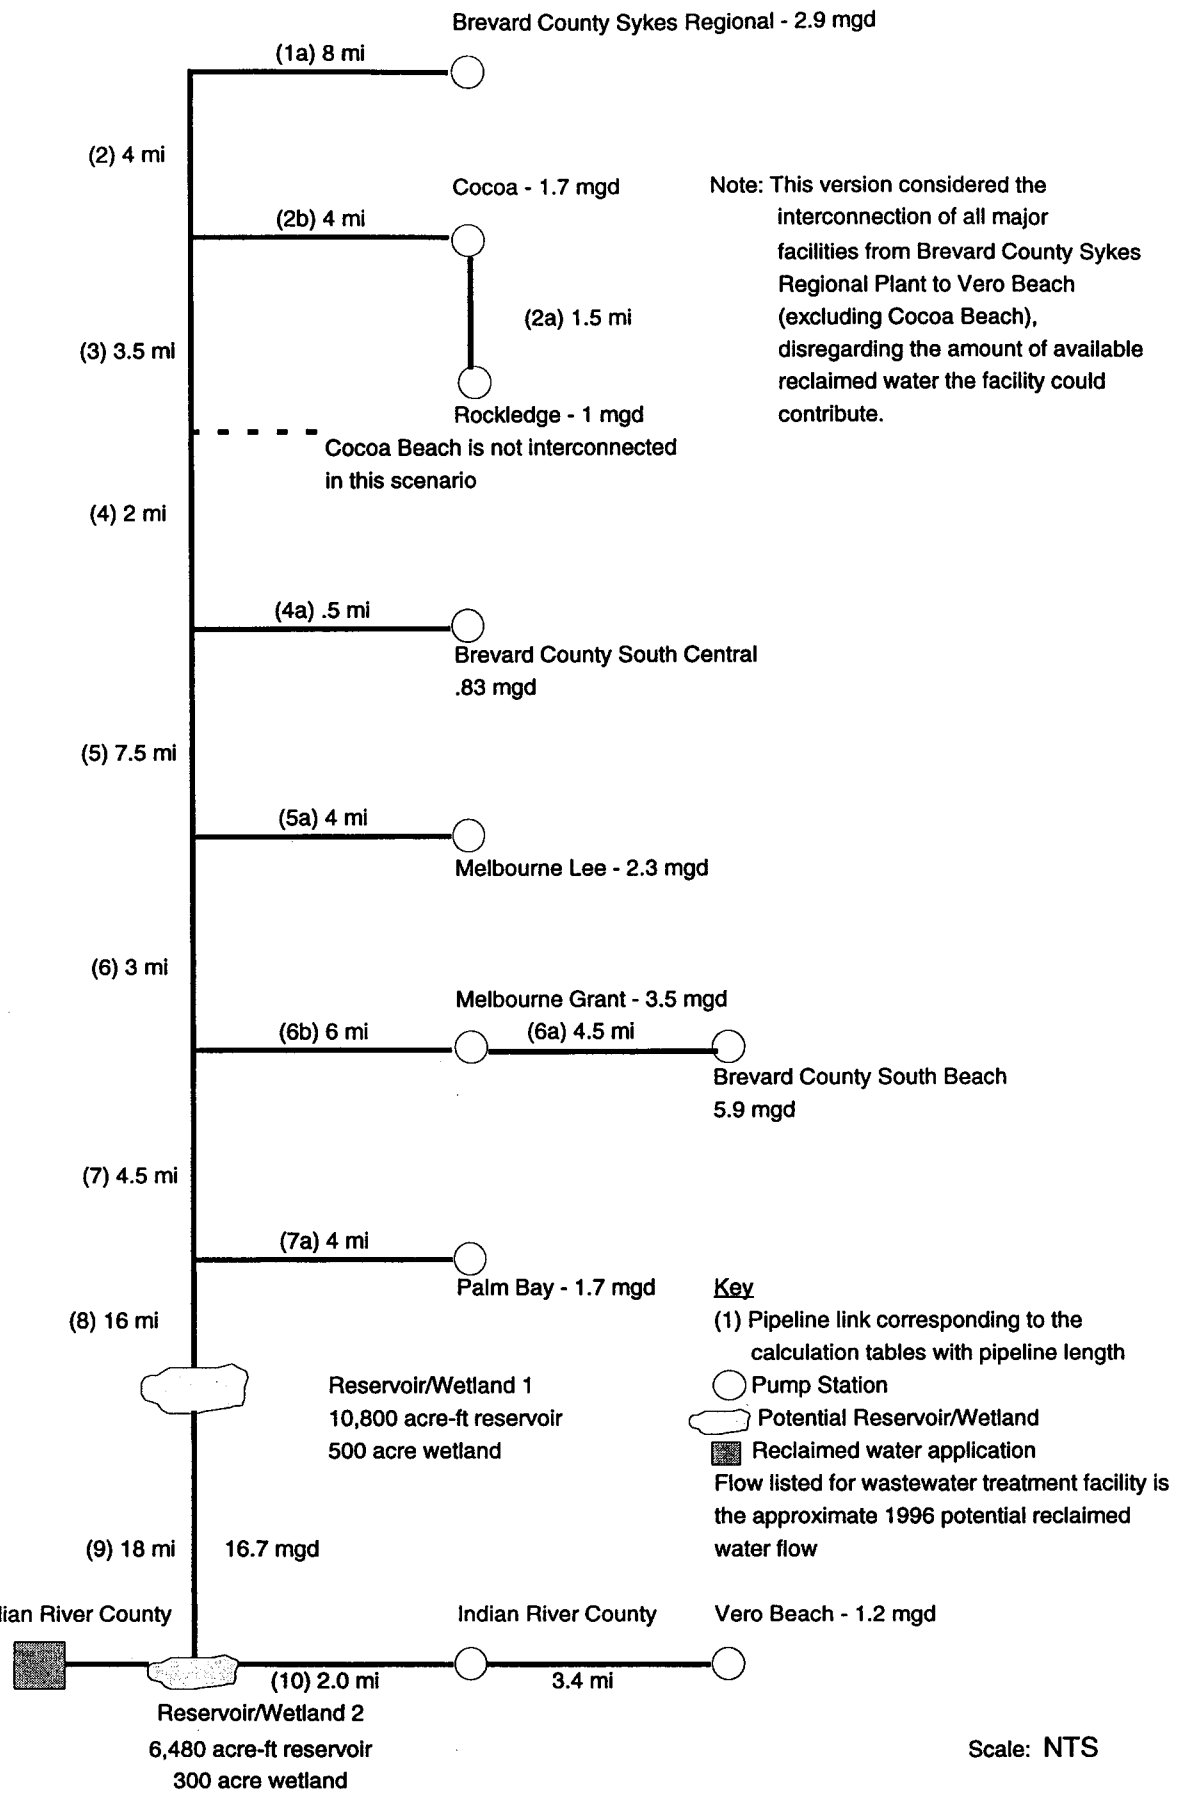 Brevard County Sykes Regional - 2.9 mgd
(1a) 8 mi
(2) 4 mi
Cocoa - 1.7 mgd
(2b) 4 mi
Note: This version considered the
interconnection of all major
facilities from Brevard County Sykes
Regional Plant to Vero Beach
(excluding Cocoa Beach),
disregarding the amount of available
reclaimed water the facility could
contribute.
(2a) 1.5 mi
(3) 3.5 mi
Rockledge - 1 mgd
Cocoa Beach is not interconnected
in this scenario
(4) 2 mi
(4a) .5 mi
Brevard County South Central
.83 mgd
(5) 7.5 mi
(5a) 4 mi
Melbourne Lee - 2.3 mgd
(6) 3 mi
Melbourne Grant - 3.5 mgd
(6b) 6 mi
(6a) 4.5 mi
Brevard County South Beach
5.9 mgd
(7) 4.5 mi
(7a) 4 mi
Palm Bay - 1.7 mgd
(8) 16 mi
Key
(1) Pipeline link corresponding to the
calculation tables with pipeline length
Pump Station
Potential Reservoir/Wetland
Reclaimed water application
Flow listed for wastewater treatment facility is
the approximate 1996 potential reclaimed
water flow
Reservoir/Wetland 1
10,800 acre-ft reservoir
500 acre wetland
(9) 18 mi
16.7 mgd
dian River County
Indian River County
Vero Beach - 1.2 mgd
(10) 2.0 mi
3.4 mi
Reservoir/Wetland 2
6,480 acre-ft reservoir
300 acre wetland
Scale: NTS